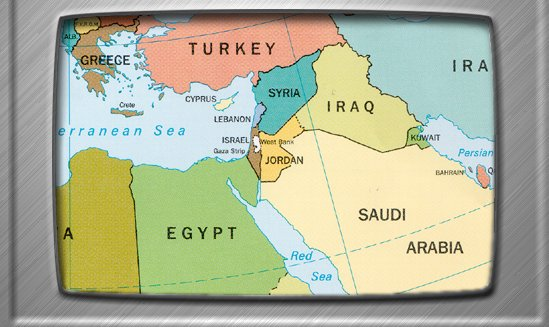 F.Y.R.O.M.
ALB.
GREECE
TURKEY
IRA
Crete
CYPRUS
SYRIA
IRAQ
LEBANON
erranean Sea
ISRAEL
West Bank
Gaza Strip
JORDAN
KUWAIT
Persian
BAHRAIN
Q
A
EGYPT
SAUDI
ARABIA
Red
Sea